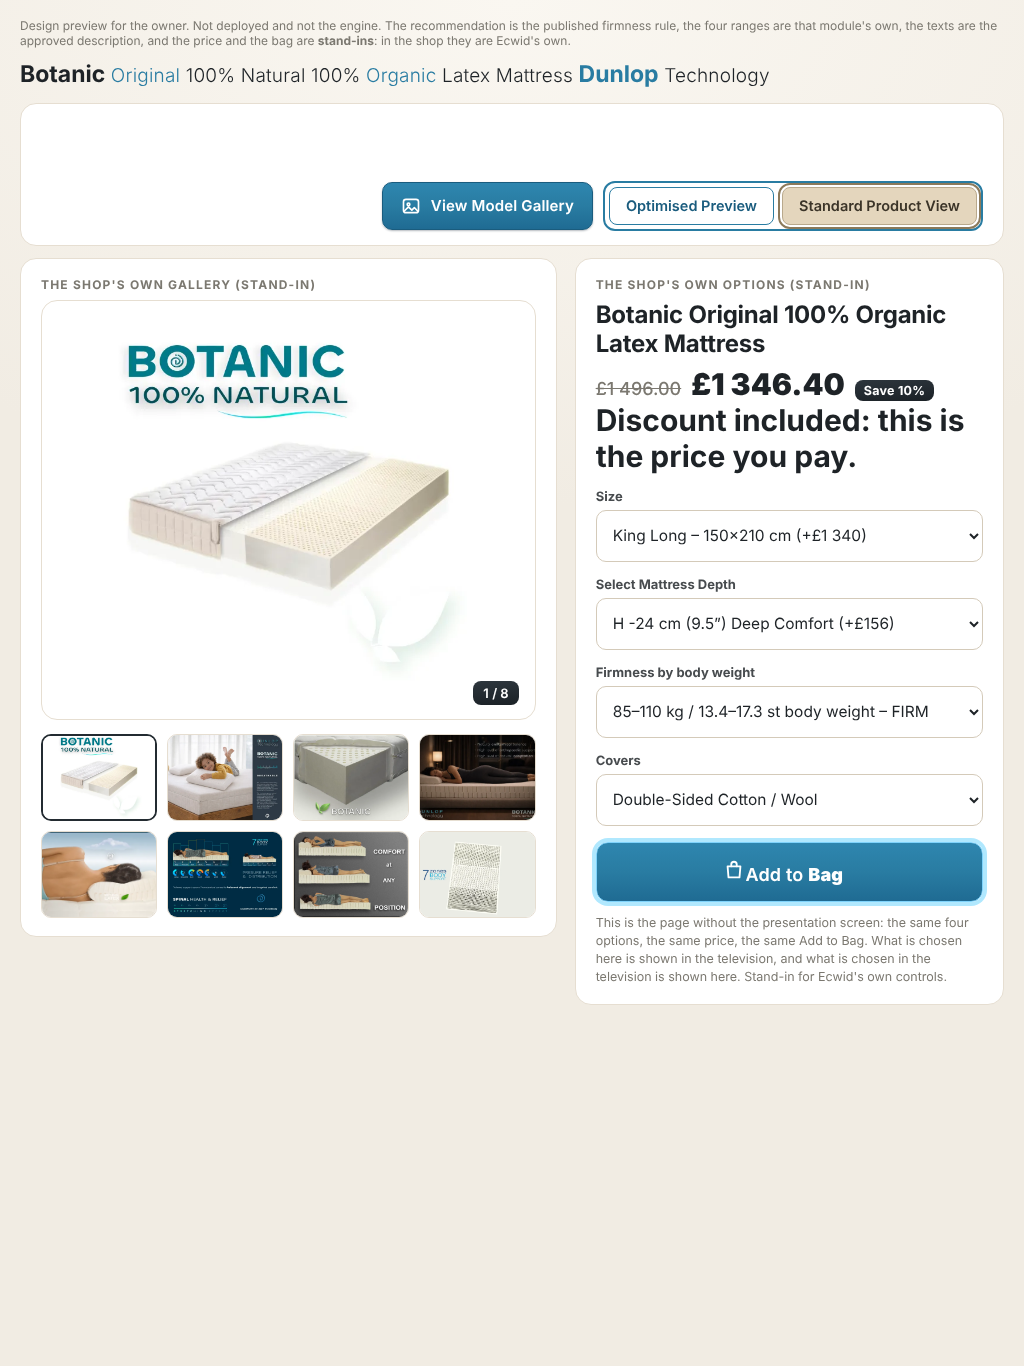 Design preview for the owner. Not deployed and not the engine. The recommendation is the published firmness rule, the four ranges are that module's own, the texts are the
approved description, and the price and the bag are stand-ins: in the shop they are Ecwid's own.
Botanic Original 100% Natural 100% Organic Latex Mattress Dunlop Technology
View Model Gallery
Optimised Preview
Standard Product View
THE SHOP'S OWN GALLERY (STAND-IN)
BOTANIC
100% NATURAL
1 / 8
BOTANIC
100% NATURAL
BOTANIC
BOTANIC
COMFORT
at
ANY
POSITION
SPINAL HEALTH & RELIEF
7
THE SHOP'S OWN OPTIONS (STAND-IN)
Botanic Original 100% Organic
Latex Mattress
£1 496.00 £1 346.40 Save 10%
Discount included: this is
the price you pay.
Size
King Long – 150×210 cm (+£1 340)
Select Mattress Depth
H -24 cm (9.5”) Deep Comfort (+£156)
Firmness by body weight
85–110 kg / 13.4–17.3 st body weight – FIRM
Covers
Double-Sided Cotton / Wool
Add to Bag
This is the page without the presentation screen: the same four
options, the same price, the same Add to Bag. What is chosen
here is shown in the television, and what is chosen in the
television is shown here. Stand-in for Ecwid's own controls.